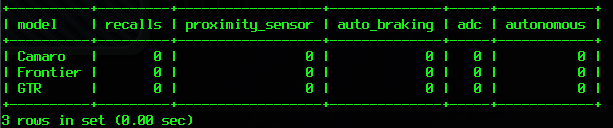 +----------+---------+------------------+--------------+-----+------------+
| model    | recalls | proximity_sensor | auto_braking | adc | autonomous |
+----------+---------+------------------+--------------+-----+------------+
| Camaro   |       0 |                0 |            0 |   0 |          0 |
| Frontier |       0 |                0 |            0 |   0 |          0 |
| GTR      |       0 |                0 |            0 |   0 |          0 |
+----------+---------+------------------+--------------+-----+------------+
3 rows in set (0.00 sec)